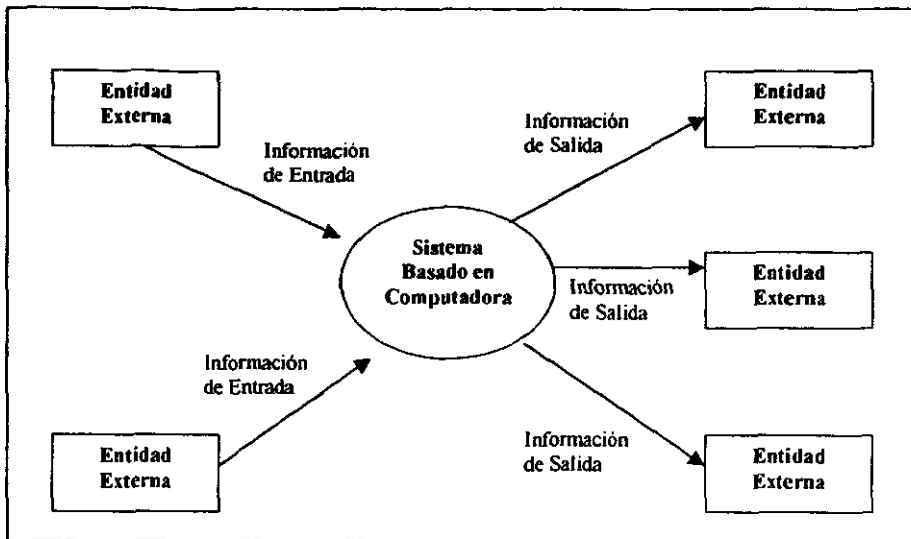 Entidad
Externa
Información
de Entrada
Información
de Salida
Entidad
Externa
Sistema
Basado en
Computadora
Información
de Salida
Entidad
Externa
Información
de Entrada
Entidad
Externa
Información
de Salida
Entidad
Externa